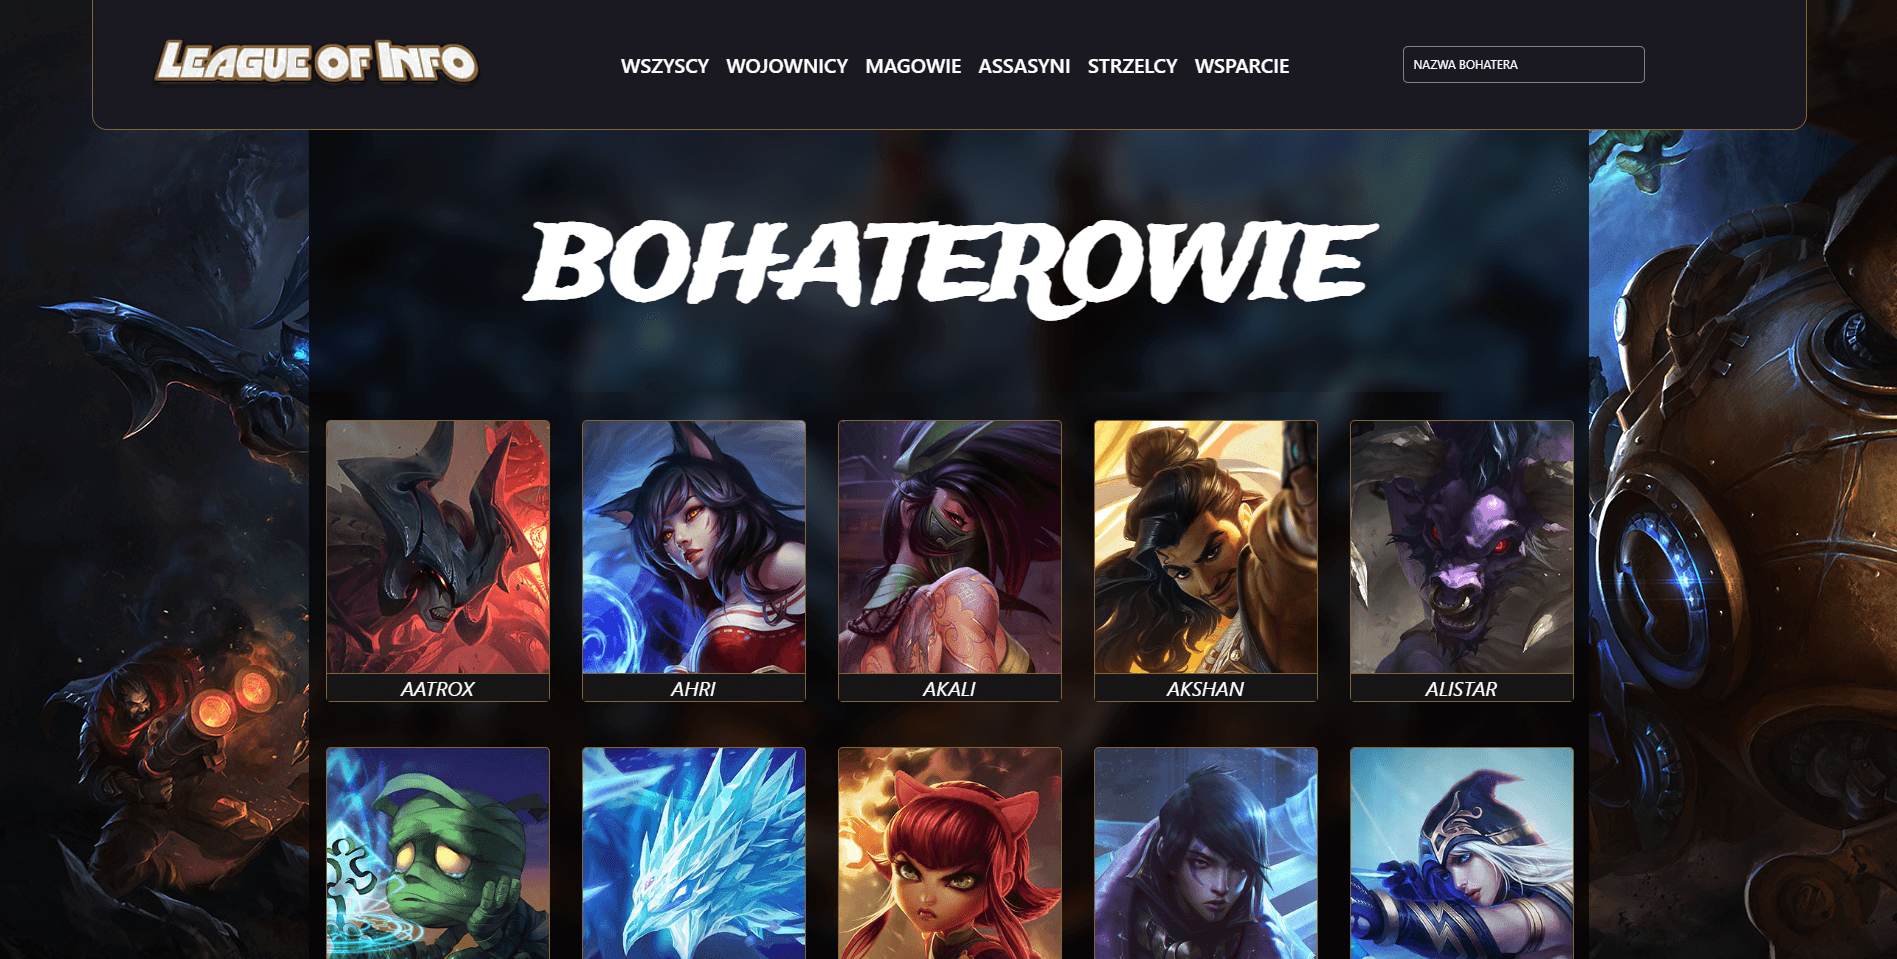 LEAGUE OF INFO
WSZYSCY WOJOWNICY MAGOWIE ASSASYNI STRZELCY WSPARCIE
NAZWA BOHATERA
BOHATEROWIE
AATROX
AHRI
AKALI
AKSHAN
ALISTAR